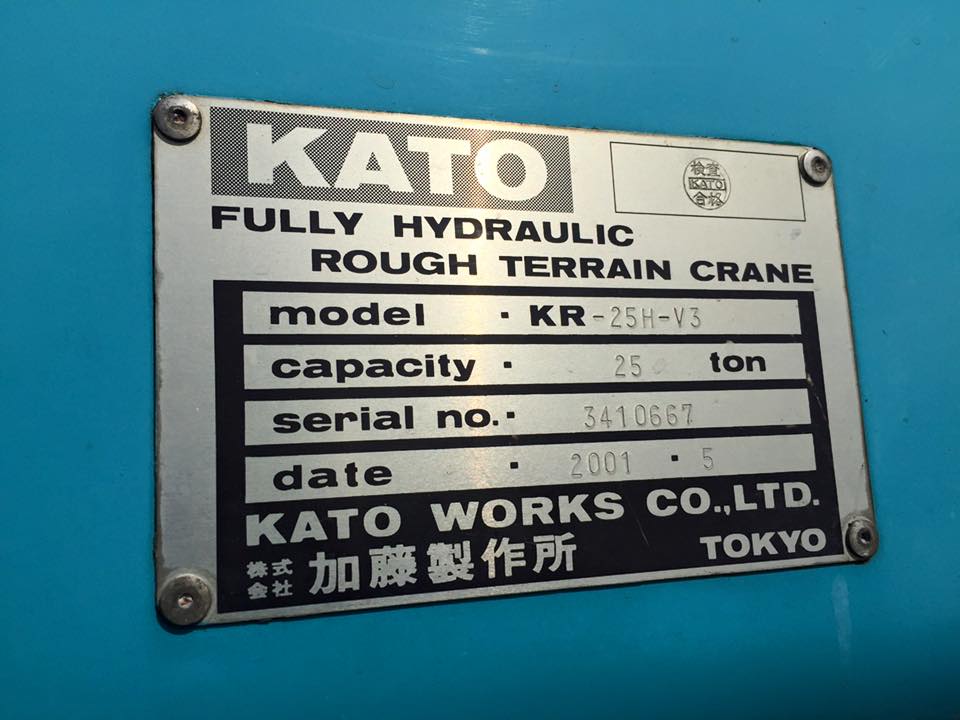 KATO
検査
KATO
合格
FULLY HYDRAULIC
ROUGH TERRAIN CRANE
model · KR-25H-V3
capacity · 25 ton
serial no. · 3410667
date · 2001 · 5
KATO WORKS CO.,LTD.
株式会社 加藤製作所 TOKYO